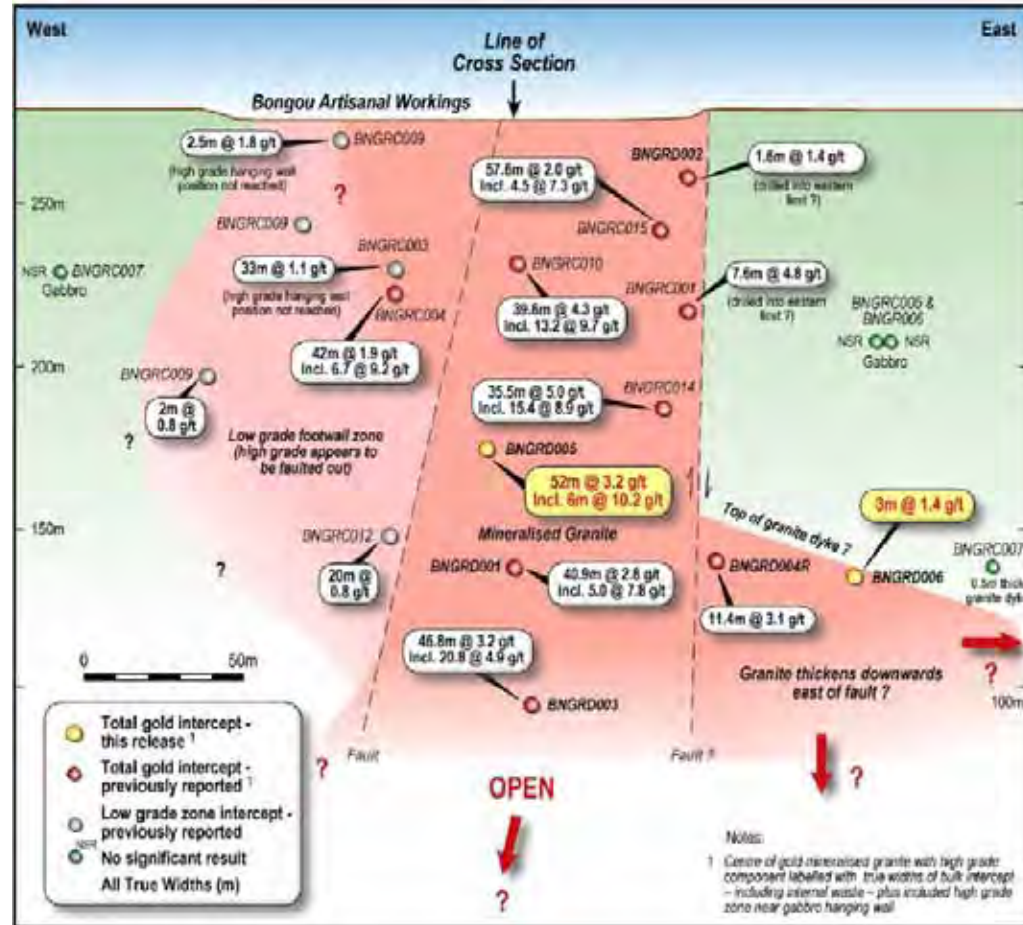 West
East
Line of
Cross Section
Bongou Artisanal Workings
2.5m @ 1.8 g/t
BNGRC009
(high grade hanging wall
position not reached)
?
57.6m @ 2.0 g/t
Incl. 4.5 @ 7.3 g/t
BNGRD002
1.6m @ 1.4 g/t
(drilled into eastern
limit ?)
250m
BNGRC009
BNGRC015
BNGRC003
NSR BNGRC007
Gabbro
33m @ 1.1 g/t
(high grade hanging wall
position not reached)
BNGRC004
BNGRC010
39.6m @ 4.3 g/t
Incl. 13.2 @ 9.7 g/t
BNGRC001
7.6m @ 4.8 g/t
(drilled into eastern
limit ?)
BNGRC005 &
BNGR006
NSR NSR
Gabbro
42m @ 1.9 g/t
Incl. 6.7 @ 9.2 g/t
200m
BNGRC009
2m @
0.8 g/t
35.5m @ 5.0 g/t
Incl. 15.4 @ 8.9 g/t
BNGRC014
?
Low grade footwall zone
(high grade appears to
be faulted out)
BNGRD005
52m @ 3.2 g/t
Incl. 6m @ 10.2 g/t
3m @ 1.4 g/t
150m
Top of granite dyke ?
BNGRC012
20m @
0.8 g/t
?
Mineralised Granite
BNGRD001
40.9m @ 2.8 g/t
Incl. 5.0 @ 7.8 g/t
BNGRD004R
11.4m @ 3.1 g/t
BNGRD006
BNGRC007
0.5m thick
granite dyke
46.8m @ 3.2 g/t
Incl. 20.8 @ 4.9 g/t
BNGRD003
0 50m
Granite thickens downwards
east of fault ?
?
100m
Fault
Fault ?
?
OPEN
?
?
Total gold intercept -
this release 1
Total gold intercept -
previously reported 1
Low grade zone intercept -
previously reported
NSR No significant result
All True Widths (m)
Notes:
1 Centre of gold mineralised granite with high grade
component labelled with true widths of bulk intercept
– including internal waste – plus included high grade
zone near gabbro hanging wall